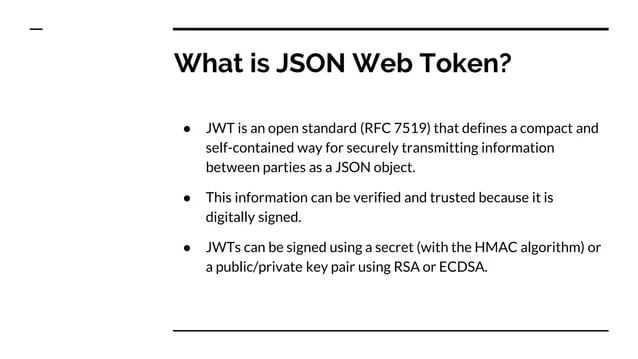 What is JSON Web Token?
● JWT is an open standard (RFC 7519) that defines a compact and
self-contained way for securely transmitting information
between parties as a JSON object.
● This information can be verified and trusted because it is
digitally signed.
● JWTs can be signed using a secret (with the HMAC algorithm) or
a public/private key pair using RSA or ECDSA.